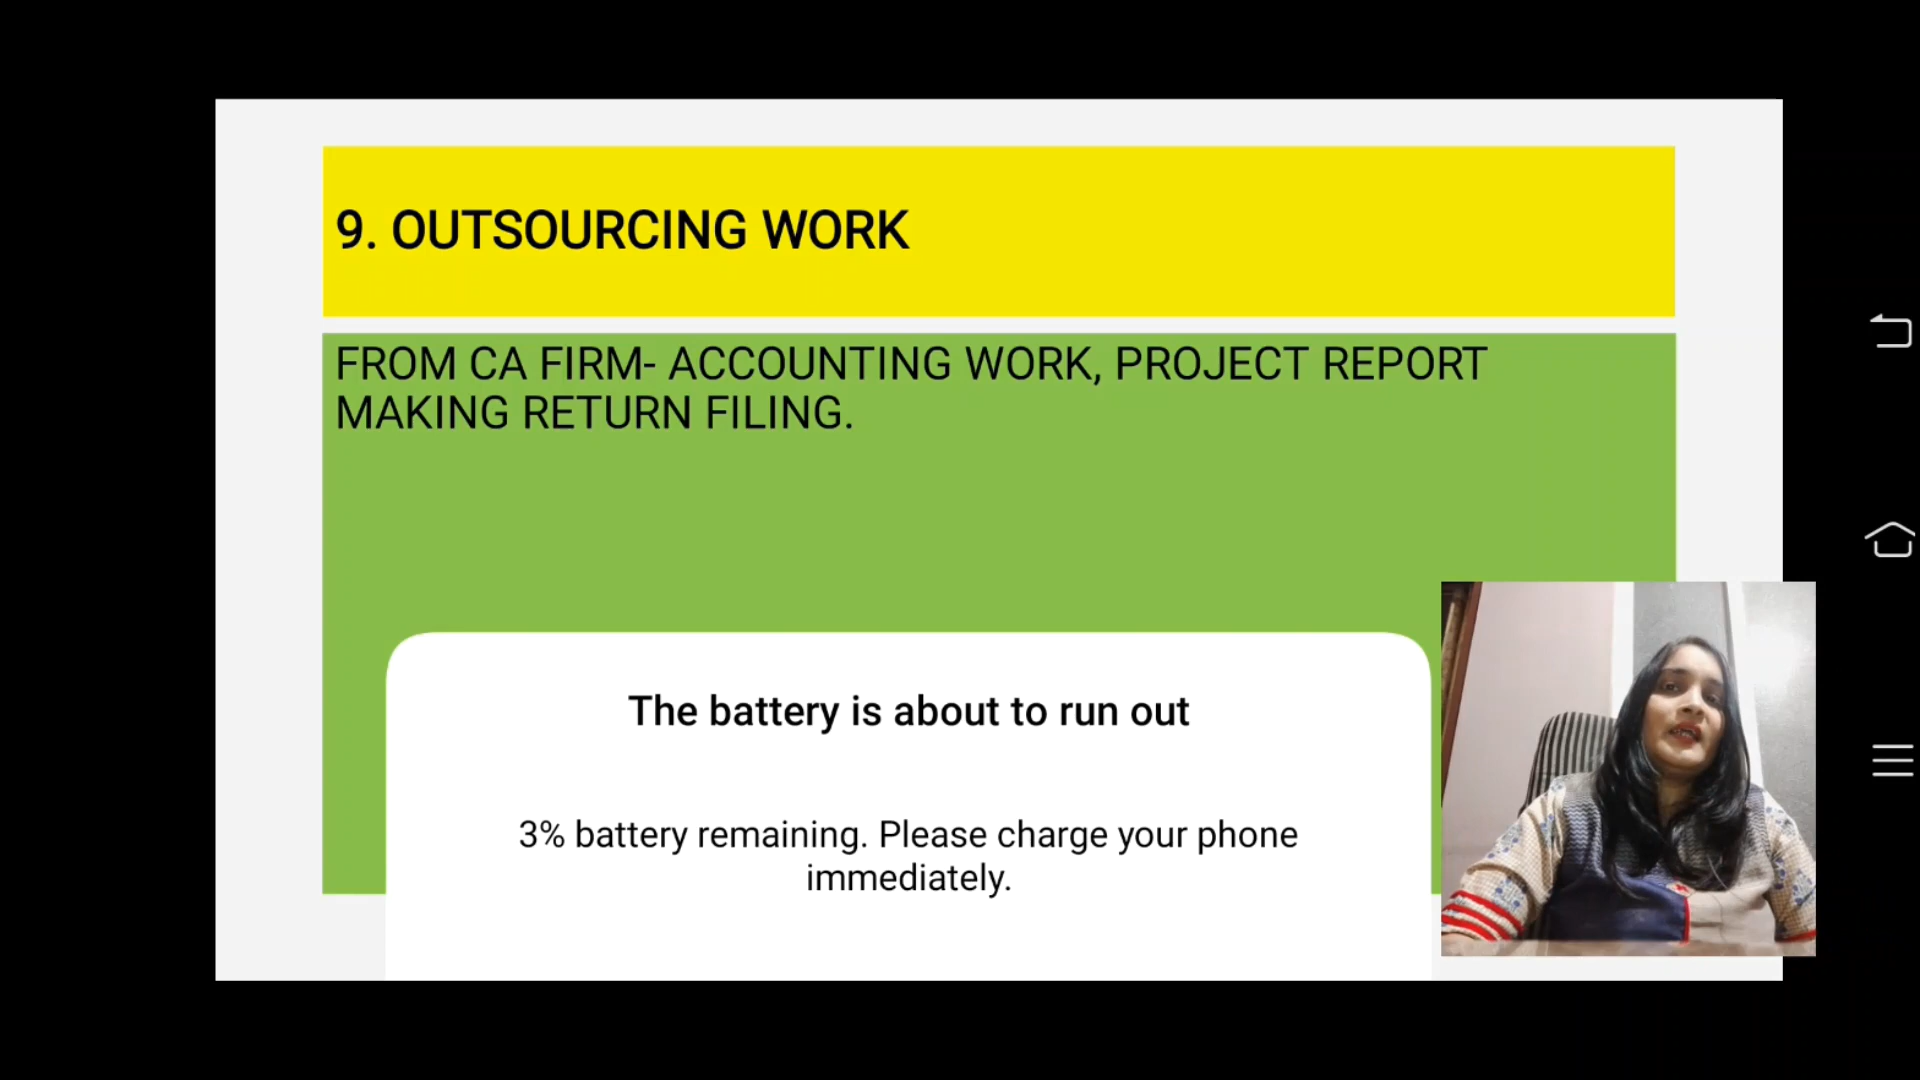 9. OUTSOURCING WORK
FROM CA FIRM- ACCOUNTING WORK, PROJECT REPORT
MAKING RETURN FILING.
The battery is about to run out
3% battery remaining. Please charge your phone
immediately.